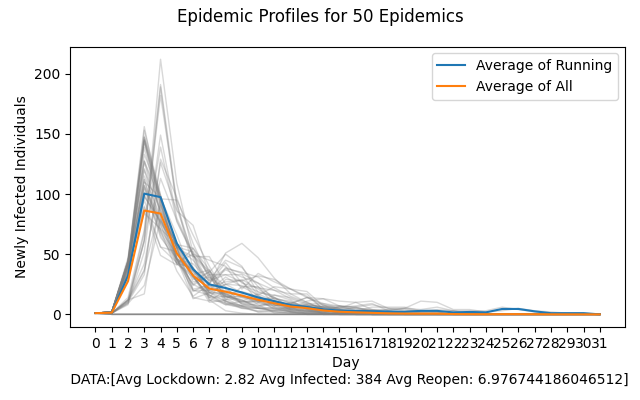 Epidemic Profiles for 50 Epidemics
Average of Running
Average of All
Newly Infected Individuals
200
150
100
50
0
0 1 2 3 4 5 6 7 8 9 10 11 12 13 14 15 16 17 18 19 20 21 22 23 24 25 26 27 28 29 30 31
Day
DATA:[Avg Lockdown: 2.82 Avg Infected: 384 Avg Reopen: 6.976744186046512]